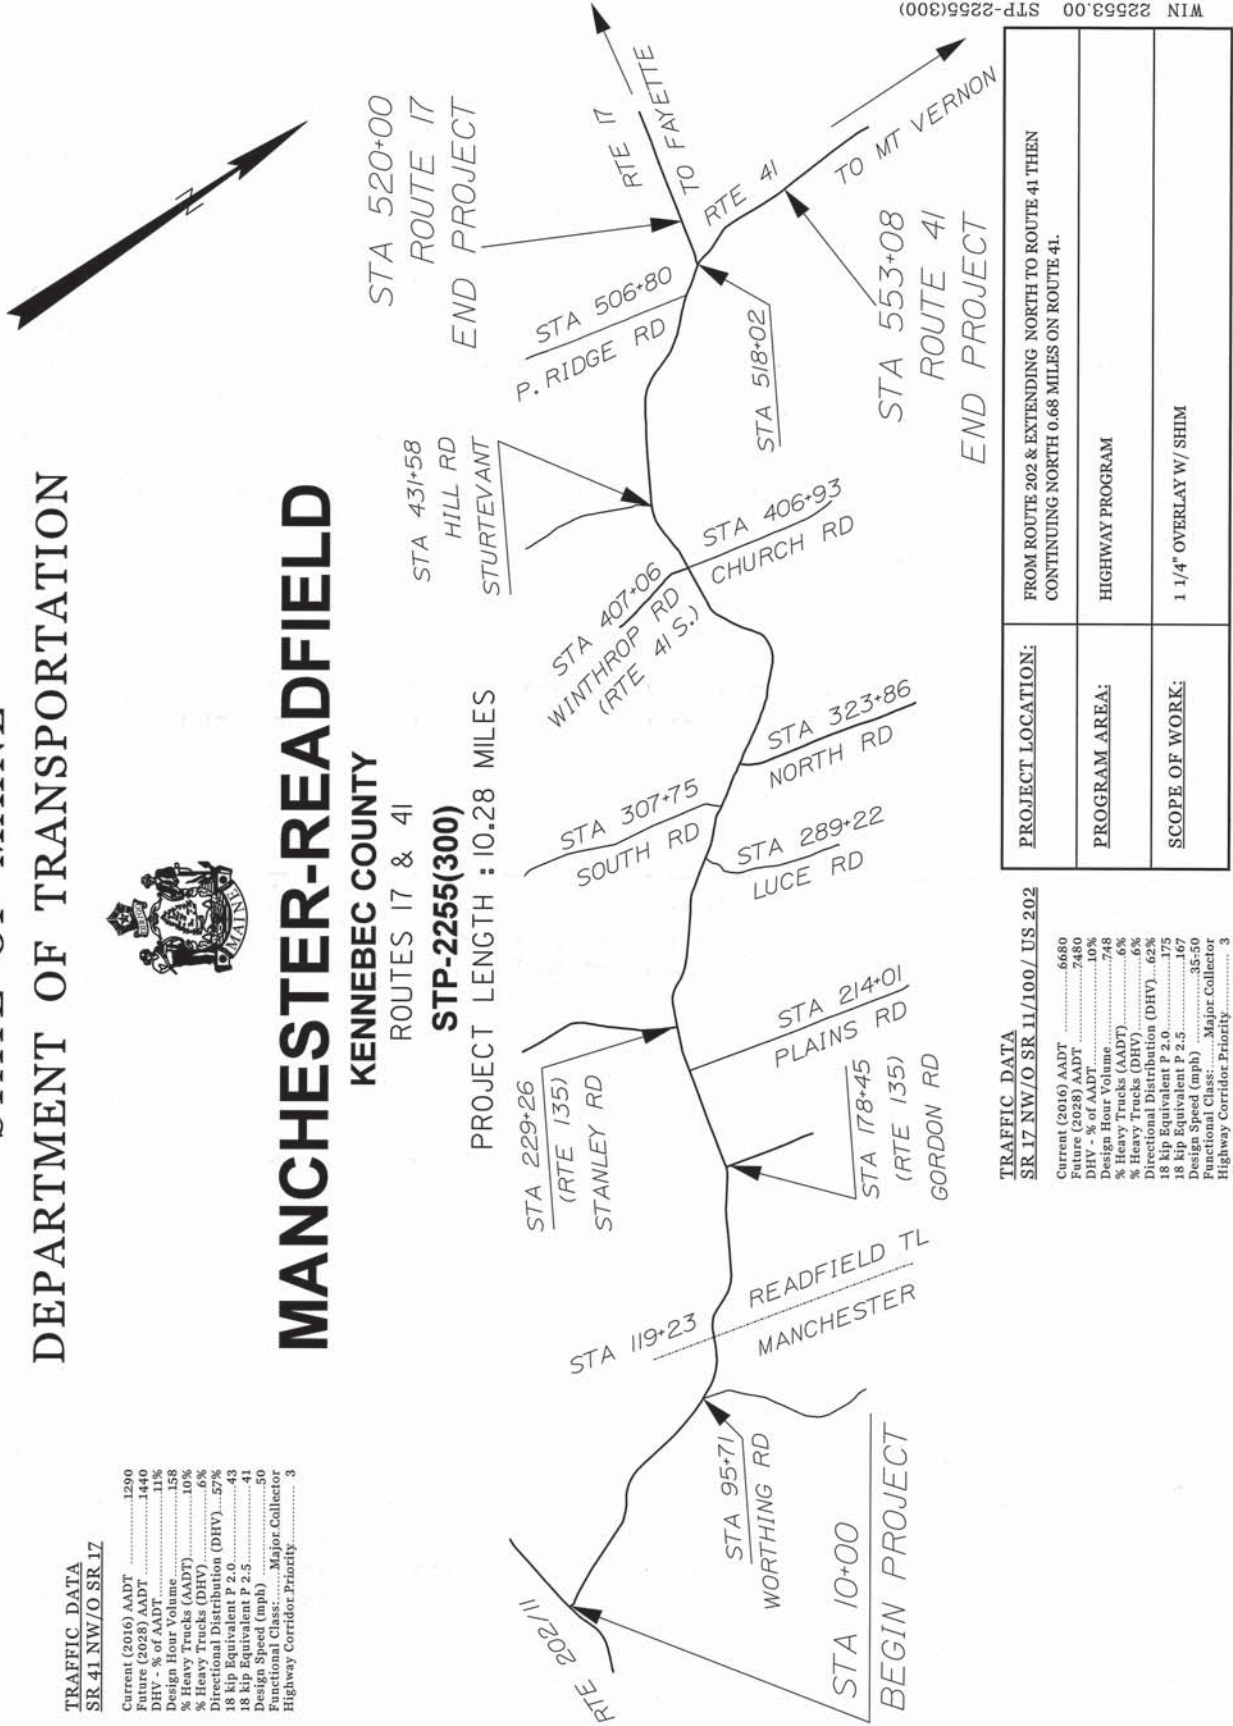 STATE OF MAINE
DEPARTMENT OF TRANSPORTATION
MAINE
MANCHESTER-READFIELD
KENNEBEC COUNTY
ROUTES 17 & 41
STP-2255(300)
PROJECT LENGTH : 10.28 MILES
TRAFFIC DATA
SR 41 NW/O SR 17
Current (2016) AADT 1290
Future (2028) AADT 1440
DHV - % of AADT 11%
Design Hour Volume 158
% Heavy Trucks (AADT) 10%
% Heavy Trucks (DHV) 6%
Directional Distribution (DHV) 57%
18 kip Equivalent P 2.0 43
18 kip Equivalent P 2.5 41
Design Speed (mph) 50
Functional Class: Major Collector
Highway Corridor Priority 3
N
RTE 202/11
STA 10+00
BEGIN PROJECT
STA 95+71
WORTHING RD
STA 119+23
READFIELD TL
MANCHESTER
STA 178+45
(RTE 135)
GORDON RD
STA 229+26
(RTE 135)
STANLEY RD
STA 214+01
PLAINS RD
STA 289+22
LUCE RD
STA 307+75
SOUTH RD
STA 323+86
NORTH RD
STA 407+06
WINTHROP RD
(RTE 41 S.)
STA 406+93
CHURCH RD
STA 431+58
HILL RD
STURTEVANT
STA 506+80
P. RIDGE RD
STA 518+02
STA 520+00
ROUTE 17
END PROJECT
RTE 17
TO FAYETTE
RTE 41
TO MT VERNON
STA 553+08
ROUTE 41
END PROJECT
TRAFFIC DATA
SR 17 NW/O SR 11/100/ US 202
Current (2016) AADT 6680
Future (2028) AADT 7480
DHV - % of AADT 10%
Design Hour Volume 748
% Heavy Trucks (AADT) 6%
% Heavy Trucks (DHV) 6%
Directional Distribution (DHV) 62%
18 kip Equivalent P 2.0 175
18 kip Equivalent P 2.5 167
Design Speed (mph) 35-50
Functional Class: Major Collector
Highway Corridor Priority 3
PROJECT LOCATION: FROM ROUTE 202 & EXTENDING NORTH TO ROUTE 41 THEN
CONTINUING NORTH 0.68 MILES ON ROUTE 41.
PROGRAM AREA: HIGHWAY PROGRAM
SCOPE OF WORK: 1 1/4" OVERLAY W/ SHIM
WIN 22553.00 STP-2255(300)